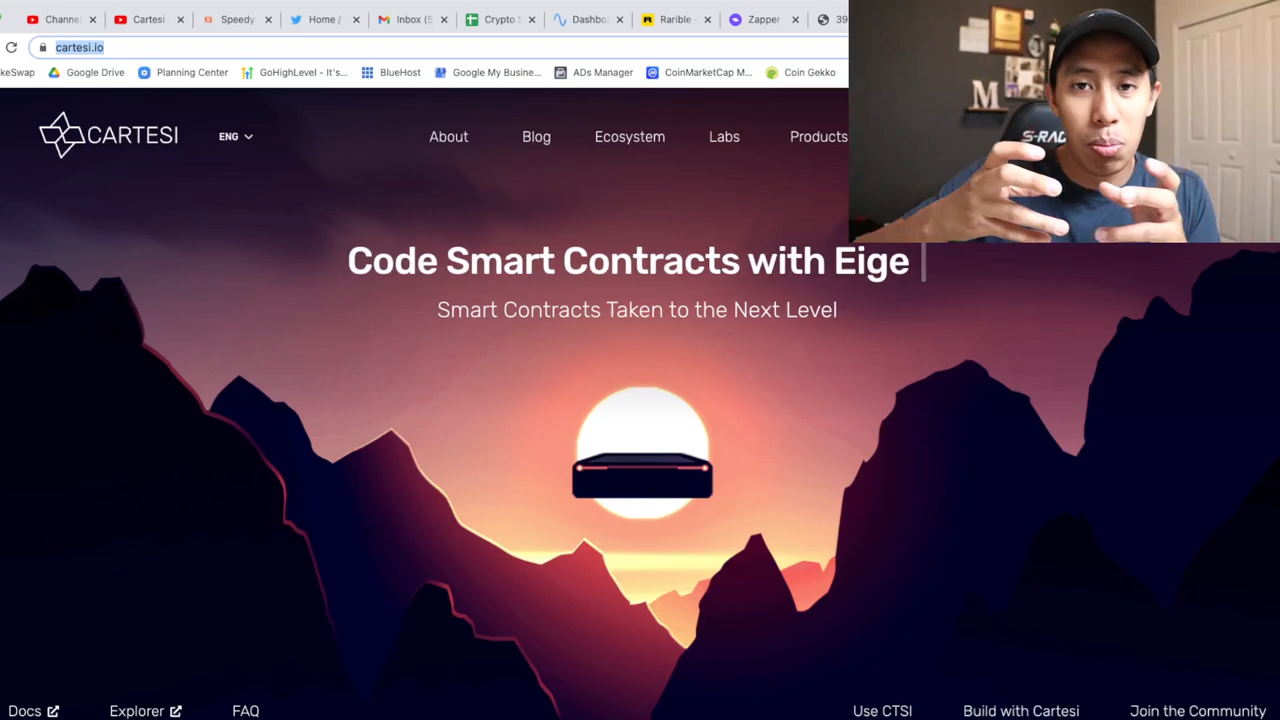 Channel Cartesi - Speedy Home / Inbox (5 Crypto S Dashbo Rarible - Zapper 39
cartesi.io
keSwap Google Drive Planning Center GoHighLevel - It's... BlueHost Google My Busine... ADs Manager CoinMarketCap M... Coin Gekko
CARTESI ENG About Blog Ecosystem Labs Products
M
S-RAC
Code Smart Contracts with Eige
Smart Contracts Taken to the Next Level
Docs Explorer FAQ Use CTSI Build with Cartesi Join the Community